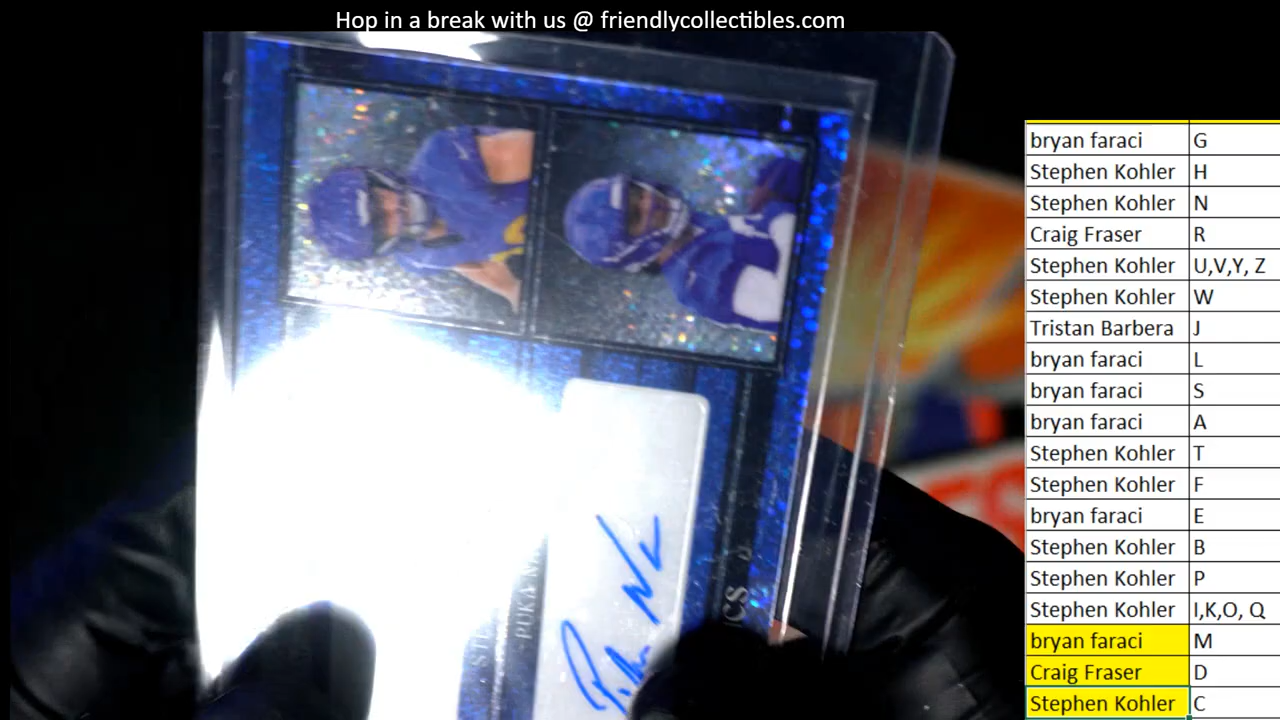 Hop in a break with us @ friendlycollectibles.com
bryan faraci G
Stephen Kohler H
Stephen Kohler N
Craig Fraser R
Stephen Kohler U,V,Y, Z
Stephen Kohler W
Tristan Barbera J
bryan faraci L
bryan faraci S
bryan faraci A
Stephen Kohler T
Stephen Kohler F
bryan faraci E
Stephen Kohler B
Stephen Kohler P
Stephen Kohler I,K,O, Q
bryan faraci M
Craig Fraser D
Stephen Kohler C
PUKA